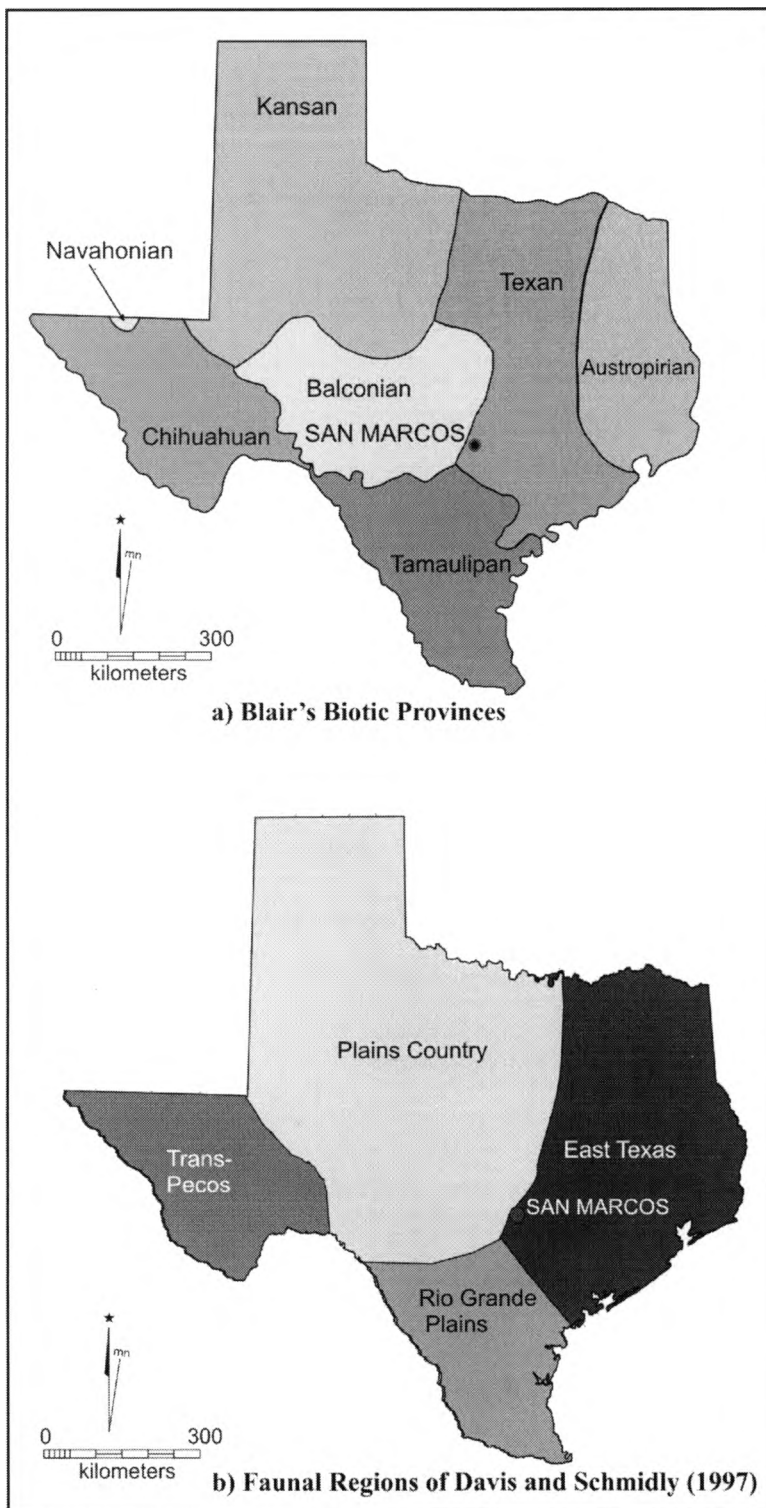 Kansan
Navahonian
Texan
Austropirian
Balconian
SAN MARCOS
Chihuahuan
Tamaulipan
mn
0 300
kilometers
a) Blair's Biotic Provinces
Plains Country
East Texas
Trans-
Pecos
SAN MARCOS
Rio Grande
Plains
mn
0 300
kilometers
b) Faunal Regions of Davis and Schmidly (1997)